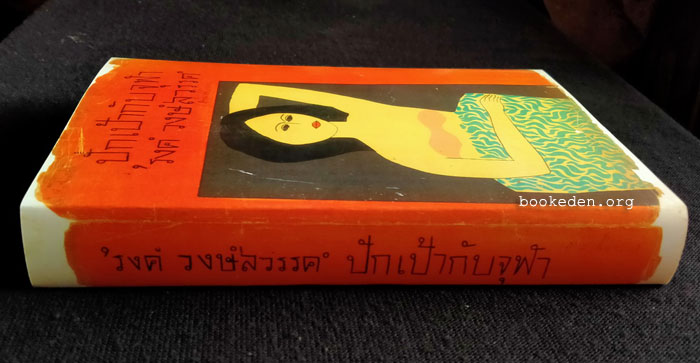 ปักเป้ากับจุฬา
'รงค์ วงษ์สวรรค์
bookeden.org
'รงค์ วงษ์สวรรค์ ปักเป้ากับจุฬา